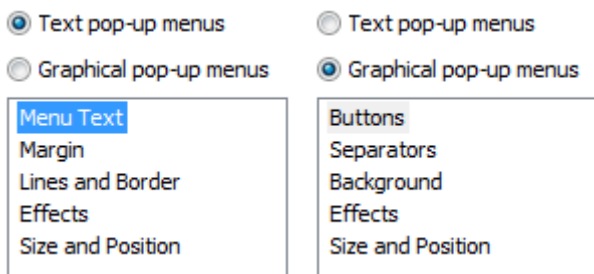 Text pop-up menus
Graphical pop-up menus
Menu Text
Margin
Lines and Border
Effects
Size and Position
Text pop-up menus
Graphical pop-up menus
Buttons
Separators
Background
Effects
Size and Position